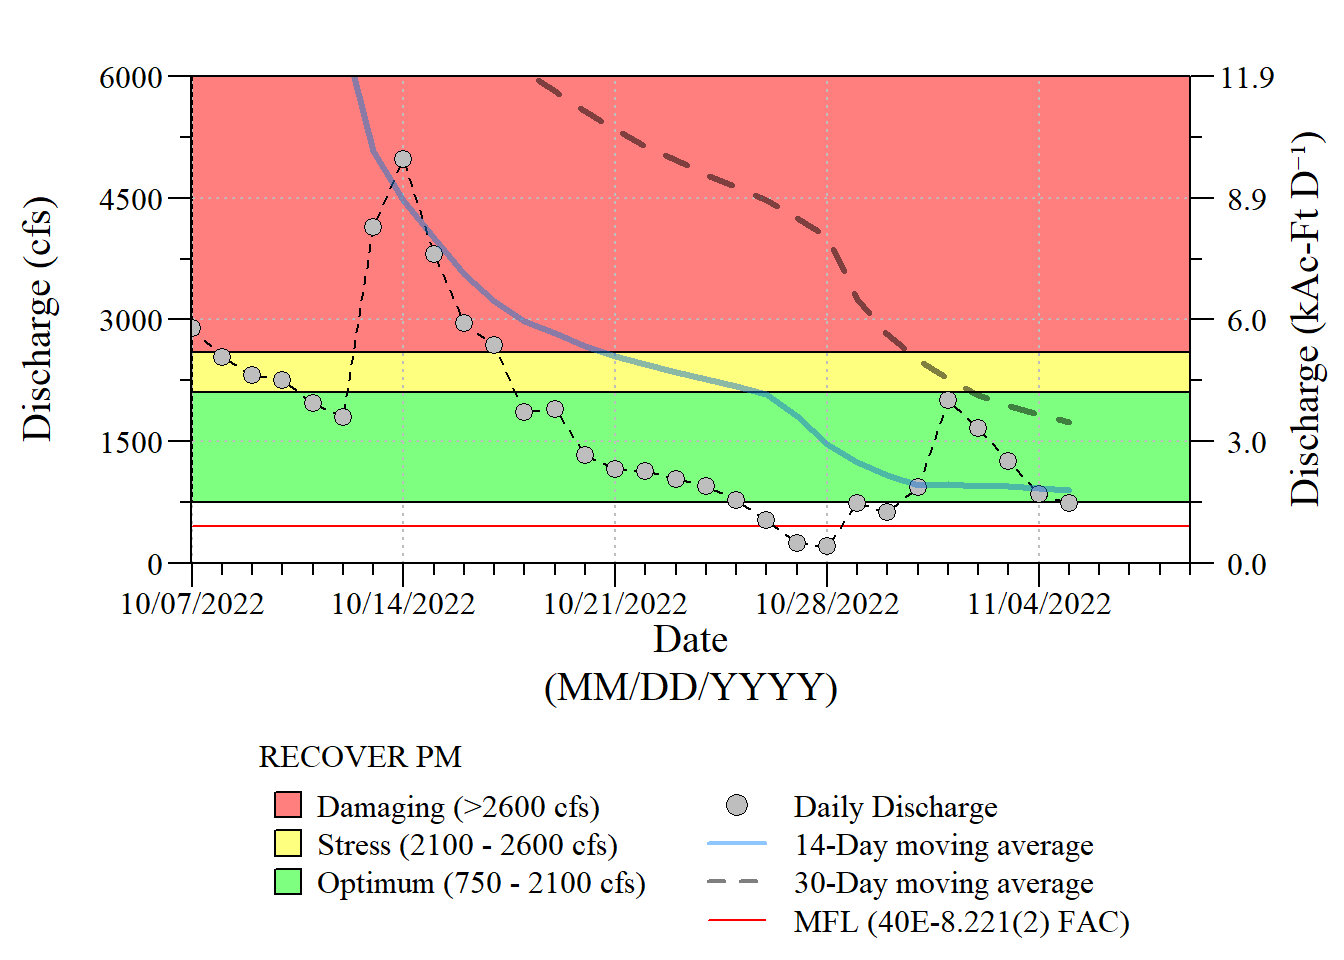 6000
4500
3000
1500
0
Discharge (cfs)
11.9
8.9
6.0
3.0
0.0
Discharge (kAc-Ft D⁻¹)
10/07/2022 10/14/2022 10/21/2022 10/28/2022 11/04/2022
Date
(MM/DD/YYYY)
RECOVER PM
Damaging (>2600 cfs)
Stress (2100 - 2600 cfs)
Optimum (750 - 2100 cfs)
Daily Discharge
14-Day moving average
30-Day moving average
MFL (40E-8.221(2) FAC)